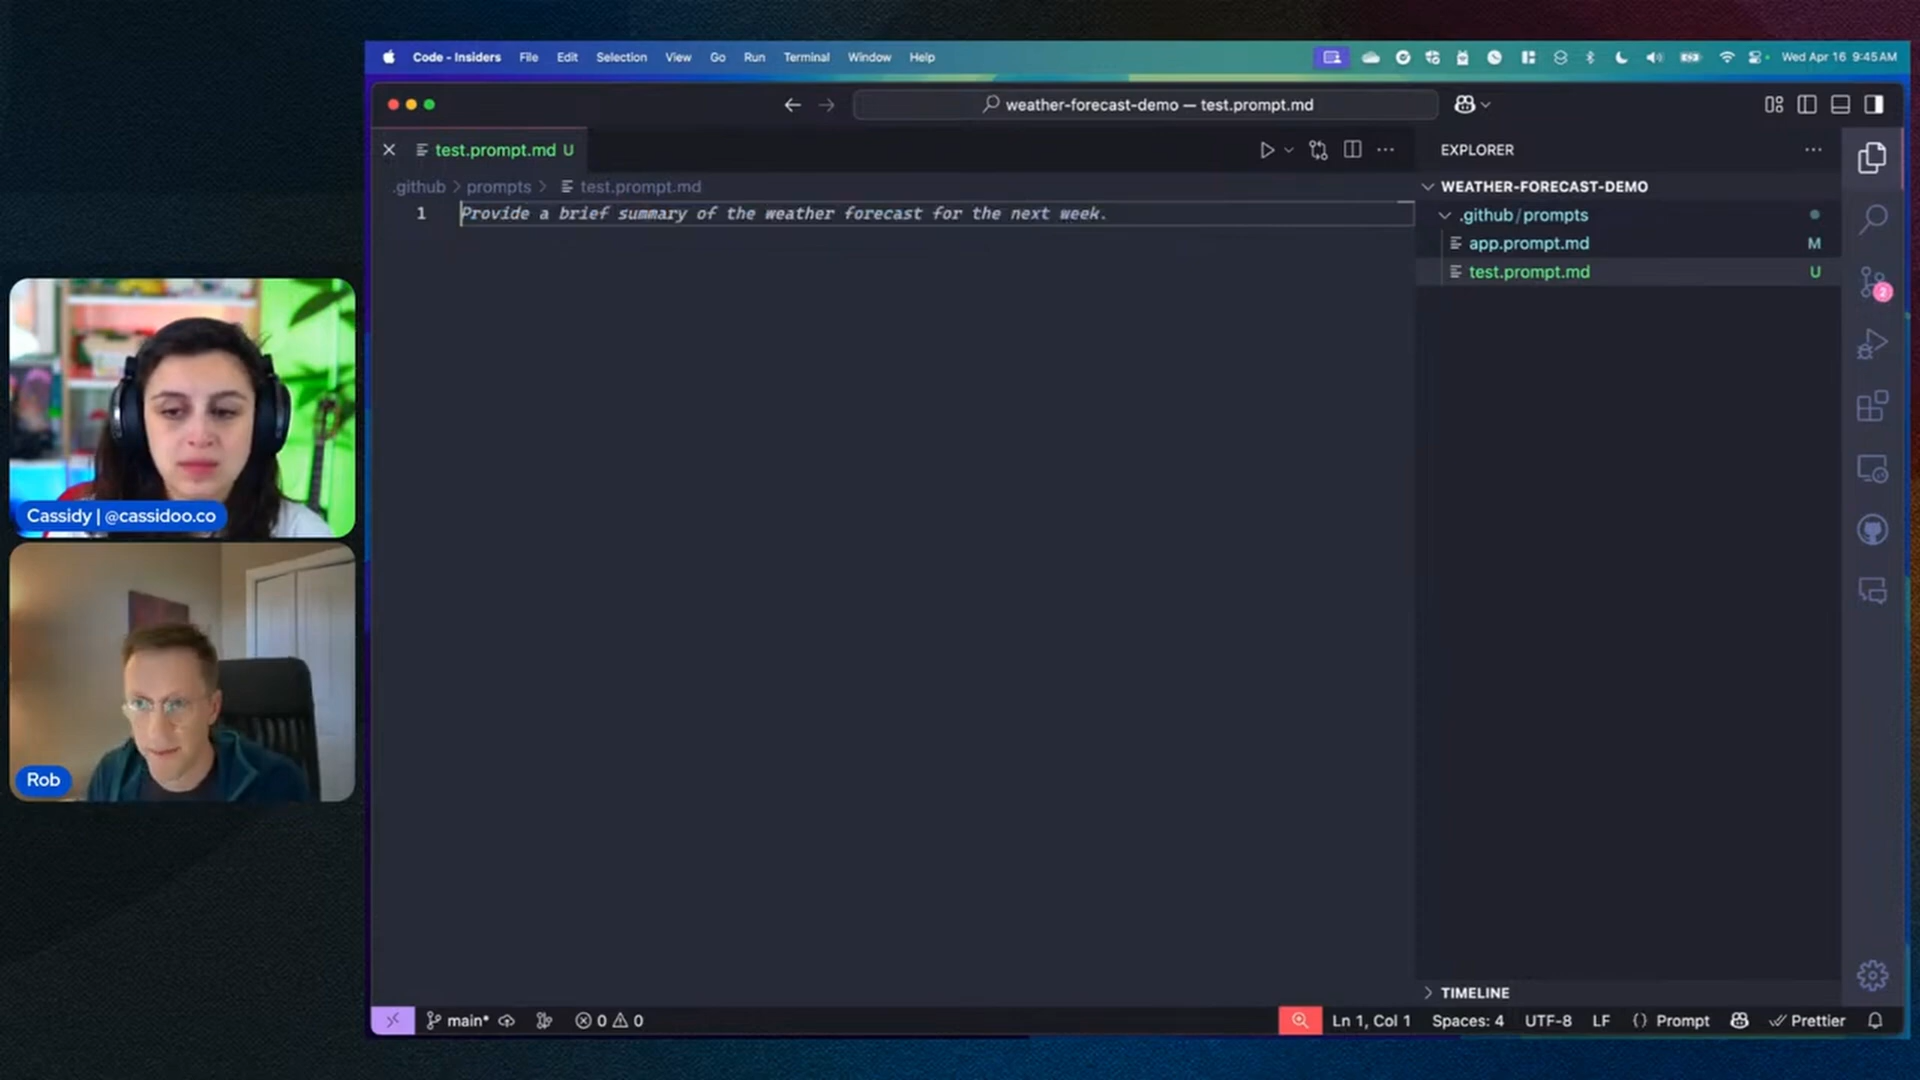 Code - Insiders File Edit Selection View Go Run Terminal Window Help Wed Apr 16 9:45 AM
weather-forecast-demo — test.prompt.md
test.prompt.md U
.github > prompts > test.prompt.md
1 Provide a brief summary of the weather forecast for the next week.
EXPLORER
WEATHER-FORECAST-DEMO
.github/prompts
app.prompt.md M
test.prompt.md U
2
Cassidy | @cassidoo.co
Rob
TIMELINE
main* 0 0 Ln 1, Col 1 Spaces: 4 UTF-8 LF {} Prompt Prettier